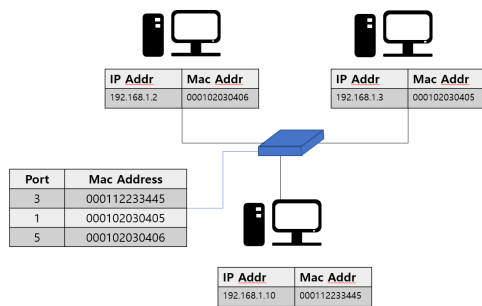 IP Addr Mac Addr
192.168.1.2 000102030406
IP Addr Mac Addr
192.168.1.3 000102030405
Port Mac Address
3 000112233445
1 000102030405
5 000102030406
IP Addr Mac Addr
192.168.1.10 000112233445